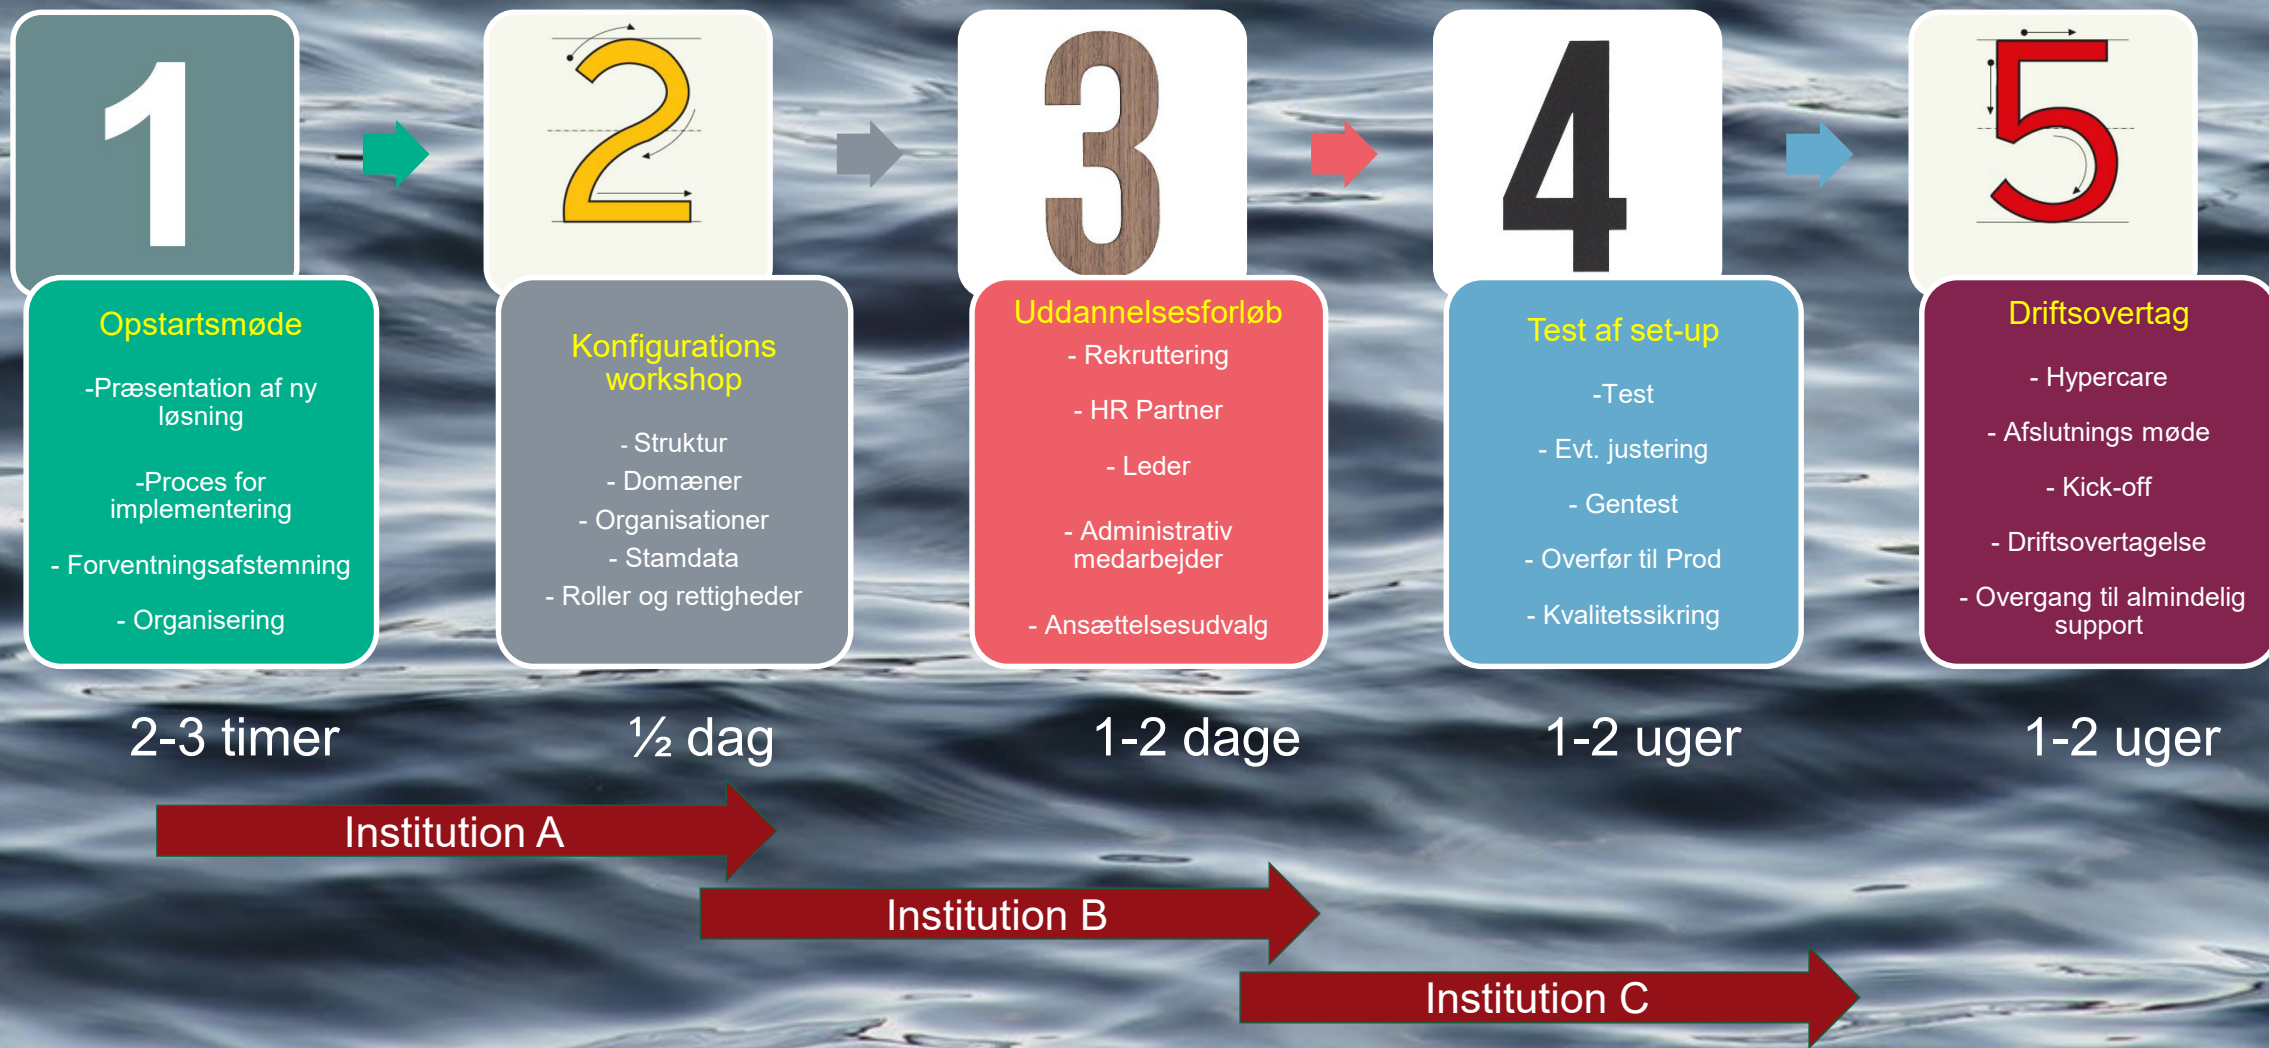 1
2
3
4
5
Opstartsmøde
-Præsentation af ny
løsning
-Proces for
implementering
- Forventningsafstemning
- Organisering
Konfigurations
workshop
- Struktur
- Domæner
- Organisationer
- Stamdata
- Roller og rettigheder
Uddannelsesforløb
- Rekruttering
- HR Partner
- Leder
- Administrativ
medarbejder
- Ansættelsesudvalg
Test af set-up
-Test
- Evt. justering
- Gentest
- Overfør til Prod
- Kvalitetssikring
Driftsovertag
- Hypercare
- Afslutnings møde
- Kick-off
- Driftsovertagelse
- Overgang til almindelig
support
2-3 timer
½ dag
1-2 dage
1-2 uger
1-2 uger
Institution A
Institution B
Institution C